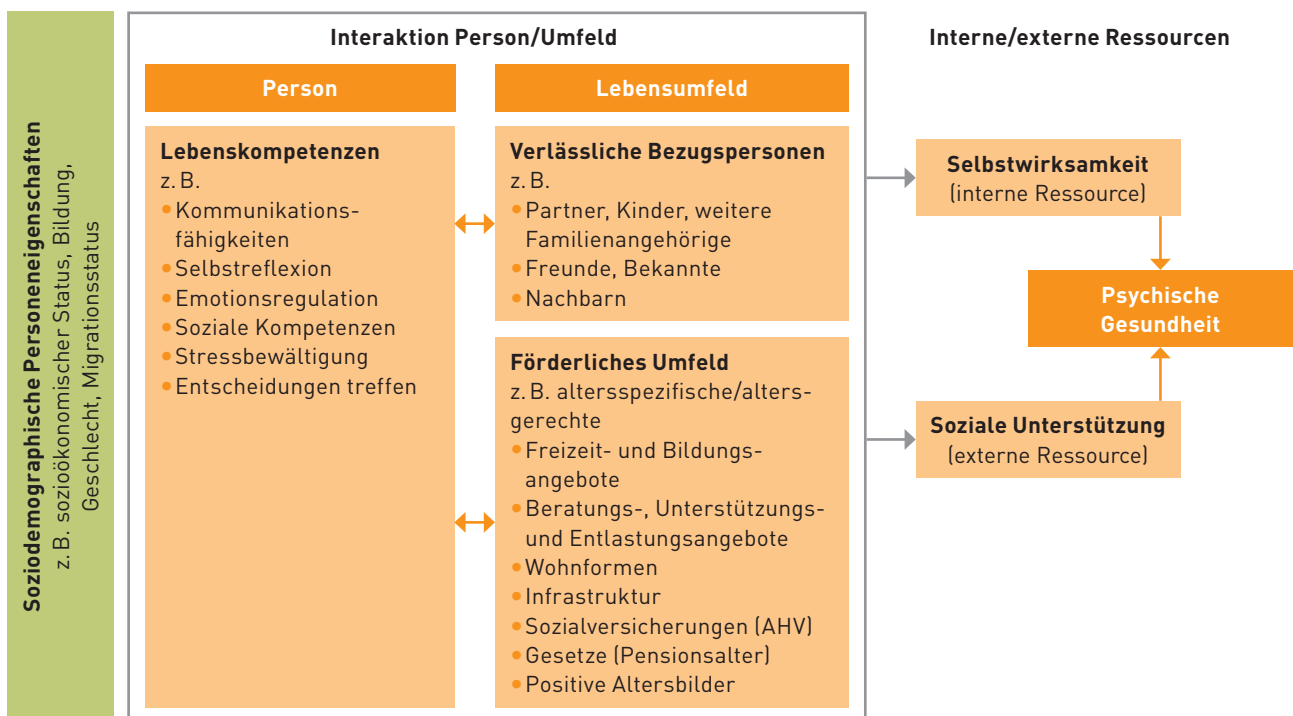 Soziodemographische Personeneigenschaften
z. B. sozioökonomischer Status, Bildung,
Geschlecht, Migrationsstatus
Interaktion Person/Umfeld
Person
Lebenskompetenzen
z. B.
• Kommunikations-
fähigkeiten
• Selbstreflexion
• Emotionsregulation
• Soziale Kompetenzen
• Stressbewältigung
• Entscheidungen treffen
Lebensumfeld
Verlässliche Bezugspersonen
z. B.
• Partner, Kinder, weitere
Familienangehörige
• Freunde, Bekannte
• Nachbarn
Förderliches Umfeld
z. B. altersspezifische/alters-
gerechte
• Freizeit- und Bildungs-
angebote
• Beratungs-, Unterstützungs-
und Entlastungsangebote
• Wohnformen
• Infrastruktur
• Sozialversicherungen (AHV)
• Gesetze (Pensionsalter)
• Positive Altersbilder
Interne/externe Ressourcen
Selbstwirksamkeit
(interne Ressource)
Psychische
Gesundheit
Soziale Unterstützung
(externe Ressource)